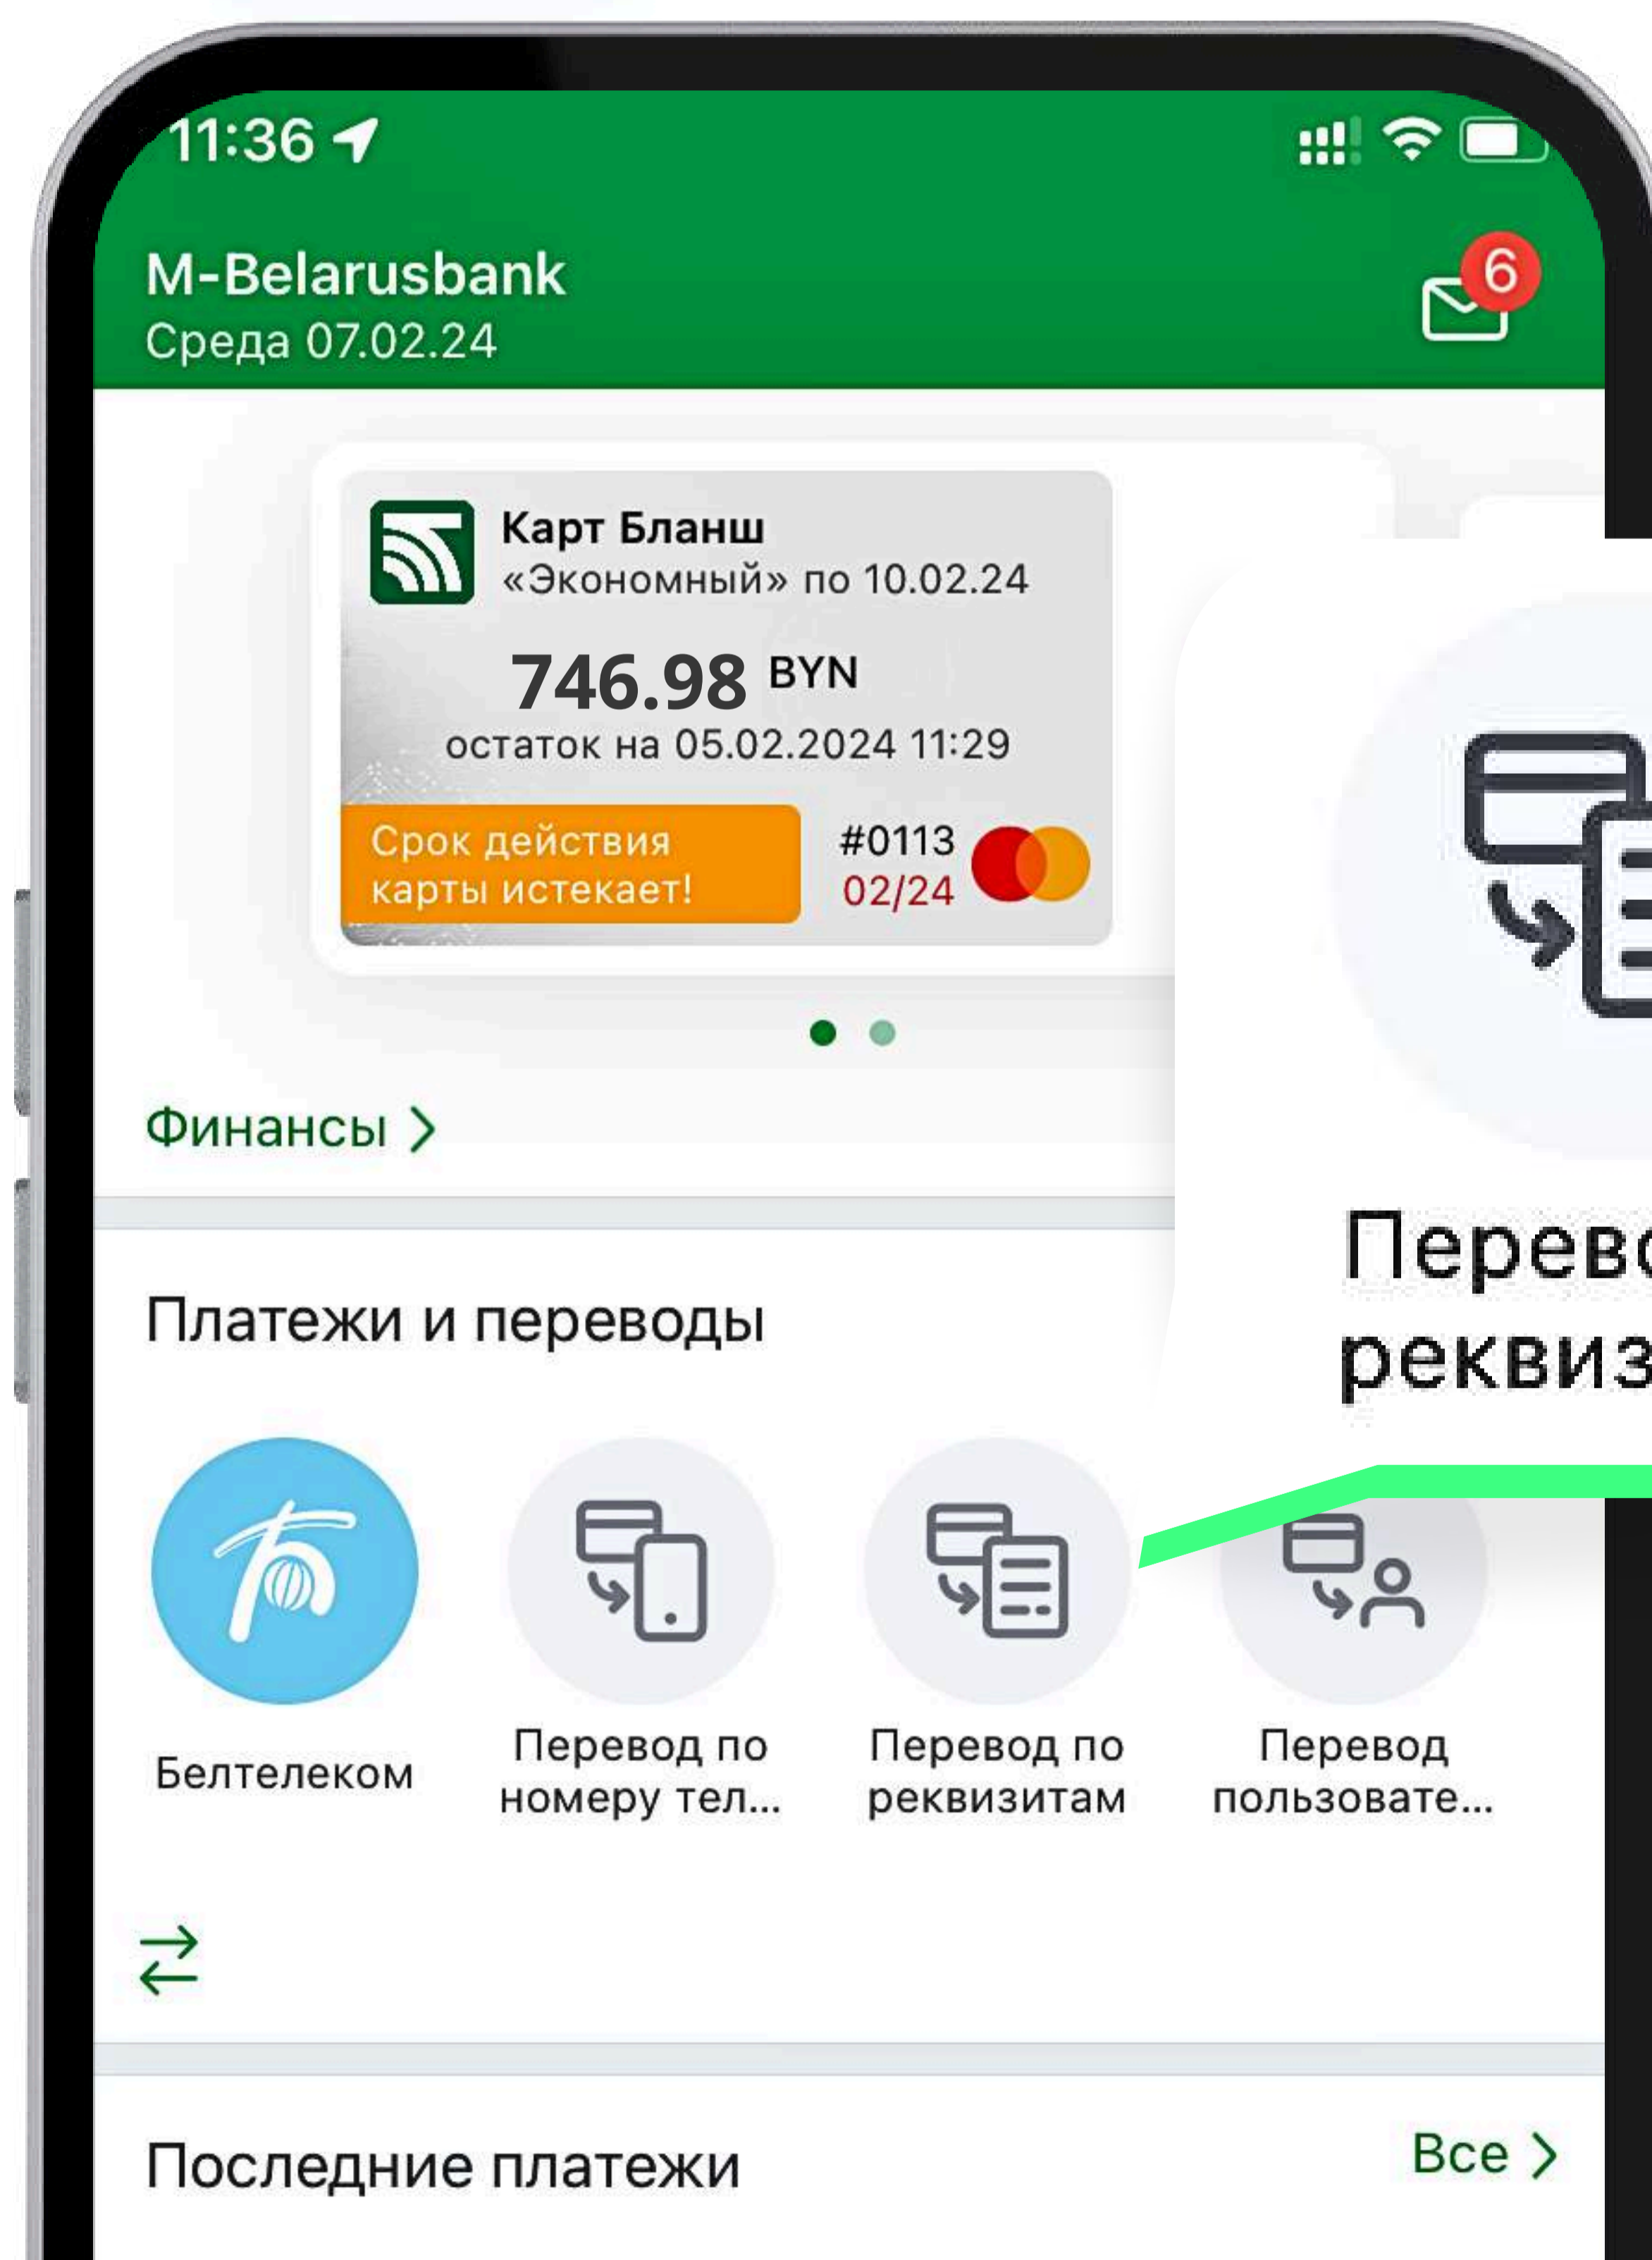 11:36
M-Belarusbank
6
Среда 07.02.24
Карт Бланш
«Экономный» по 10.02.24
746.98 BYN
остаток на 05.02.2024 11:29
Срок действия
карты истекает!
#0113
02/24
Финансы
Перево
реквиз
Платежи и переводы
Белтелеком
Перевод по
номеру тел...
Перевод по
реквизитам
Перевод
пользовате...
Последние платежи
Все